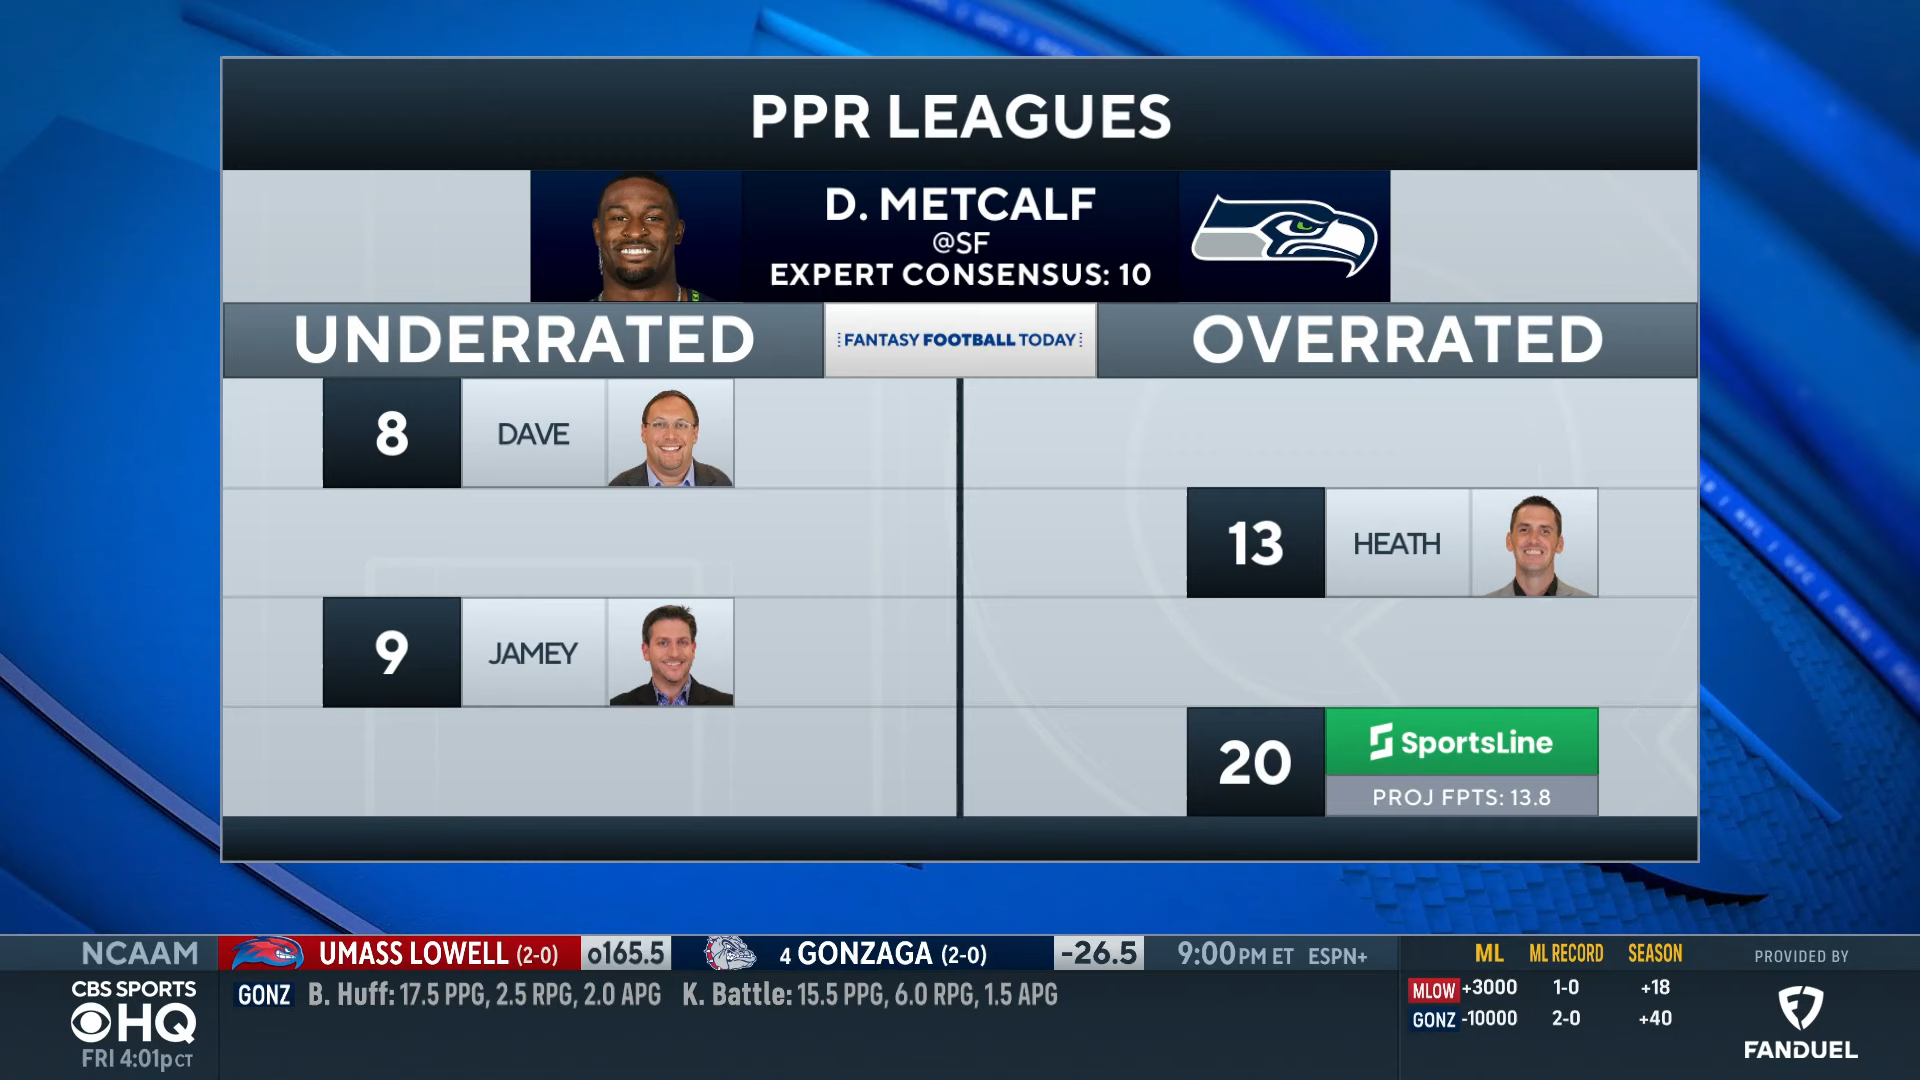 PPR LEAGUES
D. METCALF
@SF
EXPERT CONSENSUS: 10
UNDERRATED
FANTASY FOOTBALL TODAY
OVERRATED
8 DAVE
13 HEATH
9 JAMEY
20 SportsLine
PROJ FPTS: 13.8
NCAAM UMASS LOWELL (2-0) o165.5 4 GONZAGA (2-0) -26.5 9:00PM ET ESPN+
GONZ B. Huff: 17.5 PPG, 2.5 RPG, 2.0 APG K. Battle: 15.5 PPG, 6.0 RPG, 1.5 APG
ML ML RECORD SEASON
MLOW +3000 1-0 +18
GONZ -10000 2-0 +40
PROVIDED BY
FANDUEL
CBS SPORTS
HQ
FRI 4:01pCT